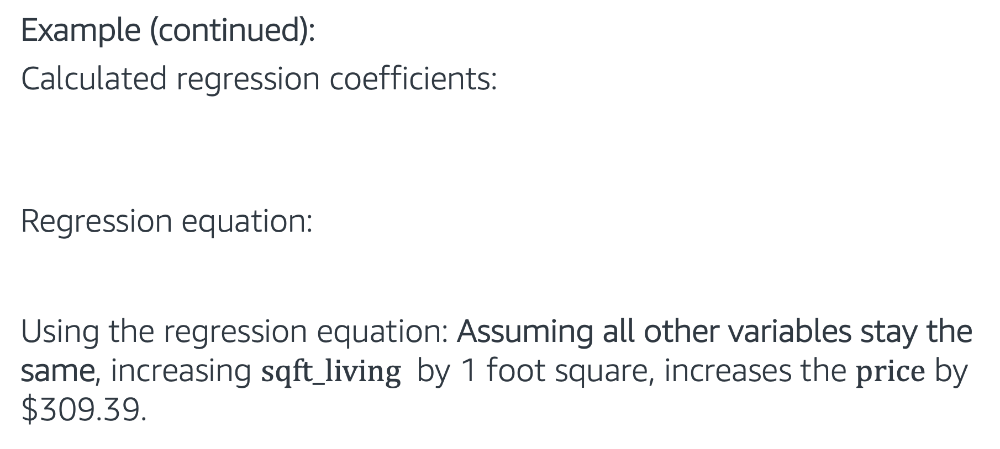 Example (continued):
Calculated regression coefficients:
Regression equation:
Using the regression equation: Assuming all other variables stay the
same, increasing sqft_living by 1 foot square, increases the price by
$309.39.